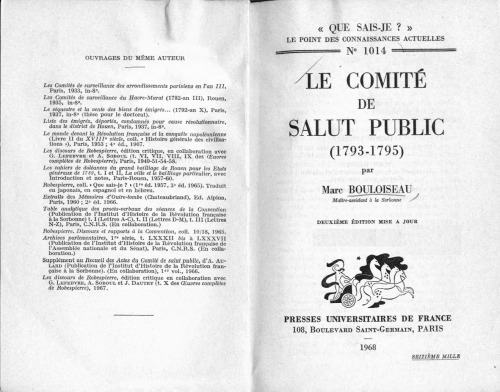 OUVRAGES DU MÊME AUTEUR
Les Comités de surveillance des arrondissements parisiens en l'an III,
Paris, 1933, in-8°.
Les Comités de surveillance du Havre-Marat (1792-an III), Rouen,
1935, in-8°.
Le séquestre et la vente des biens des émigrés... (1792-an X), Paris,
1937, in-8° (thèse pour le doctorat).
Liste des émigrés, déportés, condamnés pour cause révolutionnaire,
dans le district de Rouen, Paris, 1937, in-8°.
Le monde devant la Révolution française et la conquête napoléonienne
(Livre II du XVIIIe siècle, coll. « Histoire générale des civilisa-
tions »), Paris, 1953 ; 4e éd. 1967.
Les discours de Robespierre, édition critique, en collaboration avec
G. LEFEBVRE et A. SOBOUL (t. VI, VII, VIII, IX des Œuvres
complètes de Robespierre), Paris, 1949-51-54-58.
Les cahiers de doléances du grand bailliage de Rouen pour les Etats
généraux de 1789, t. I et II, La ville et le bailliage particulier, avec
Introduction et notes, Paris-Rouen, 1957-60.
Robespierre, coll. « Que sais-je ? » (1re éd. 1957, 3e éd. 1965). Traduit
en japonais, en espagnol et en hébreu.
Extraits des Mémoires d'Outre-tombe (Chateaubriand), Ed. Alpina,
Paris, 1960 ; 2e éd. 1966.
Table analytique des procès-verbaux des séances de la Convention
(Publication de l'Institut d'Histoire de la Révolution française
à la Sorbonne) t. I (Lettres A-C), t. II (Lettres D-M), t. III (Lettres
N-Z), Paris, C.N.R.S. (En collaboration.)
Robespierre. Discours et rapports à la Convention, coll. 10/18, 1965.
Archives parlementaires, 1re série, t. LXXXII à LXXXVII
(Publications de l'Institut d'Histoire de la Révolution française de
l'Assemblée nationale et du Sénat), Paris, C.N.R.S. (En collabo-
ration.)
Supplément au Recueil des Actes du Comité de salut public, d'A. AU-
LARD (Publication de l'Institut d'Histoire de la Révolution fran-
çaise à la Sorbonne). (En collaboration), 1er vol., 1966.
Les discours de Robespierre, édition critique, en collaboration avec
G. LEFEBVRE, A. SOBOUL et J. DAUTRY (t. X des Œuvres complètes
de Robespierre), 1967.
« QUE SAIS-JE ? »
LE POINT DES CONNAISSANCES ACTUELLES
N° 1014
LE COMITÉ
DE
SALUT PUBLIC
(1793-1795)
par
Marc BOULOISEAU
Maître-assistant à la Sorbonne
DEUXIÈME ÉDITION MISE A JOUR
PRESSES UNIVERSITAIRES DE FRANCE
108, BOULEVARD SAINT-GERMAIN, PARIS
1968
SEIZIÈME MILLE